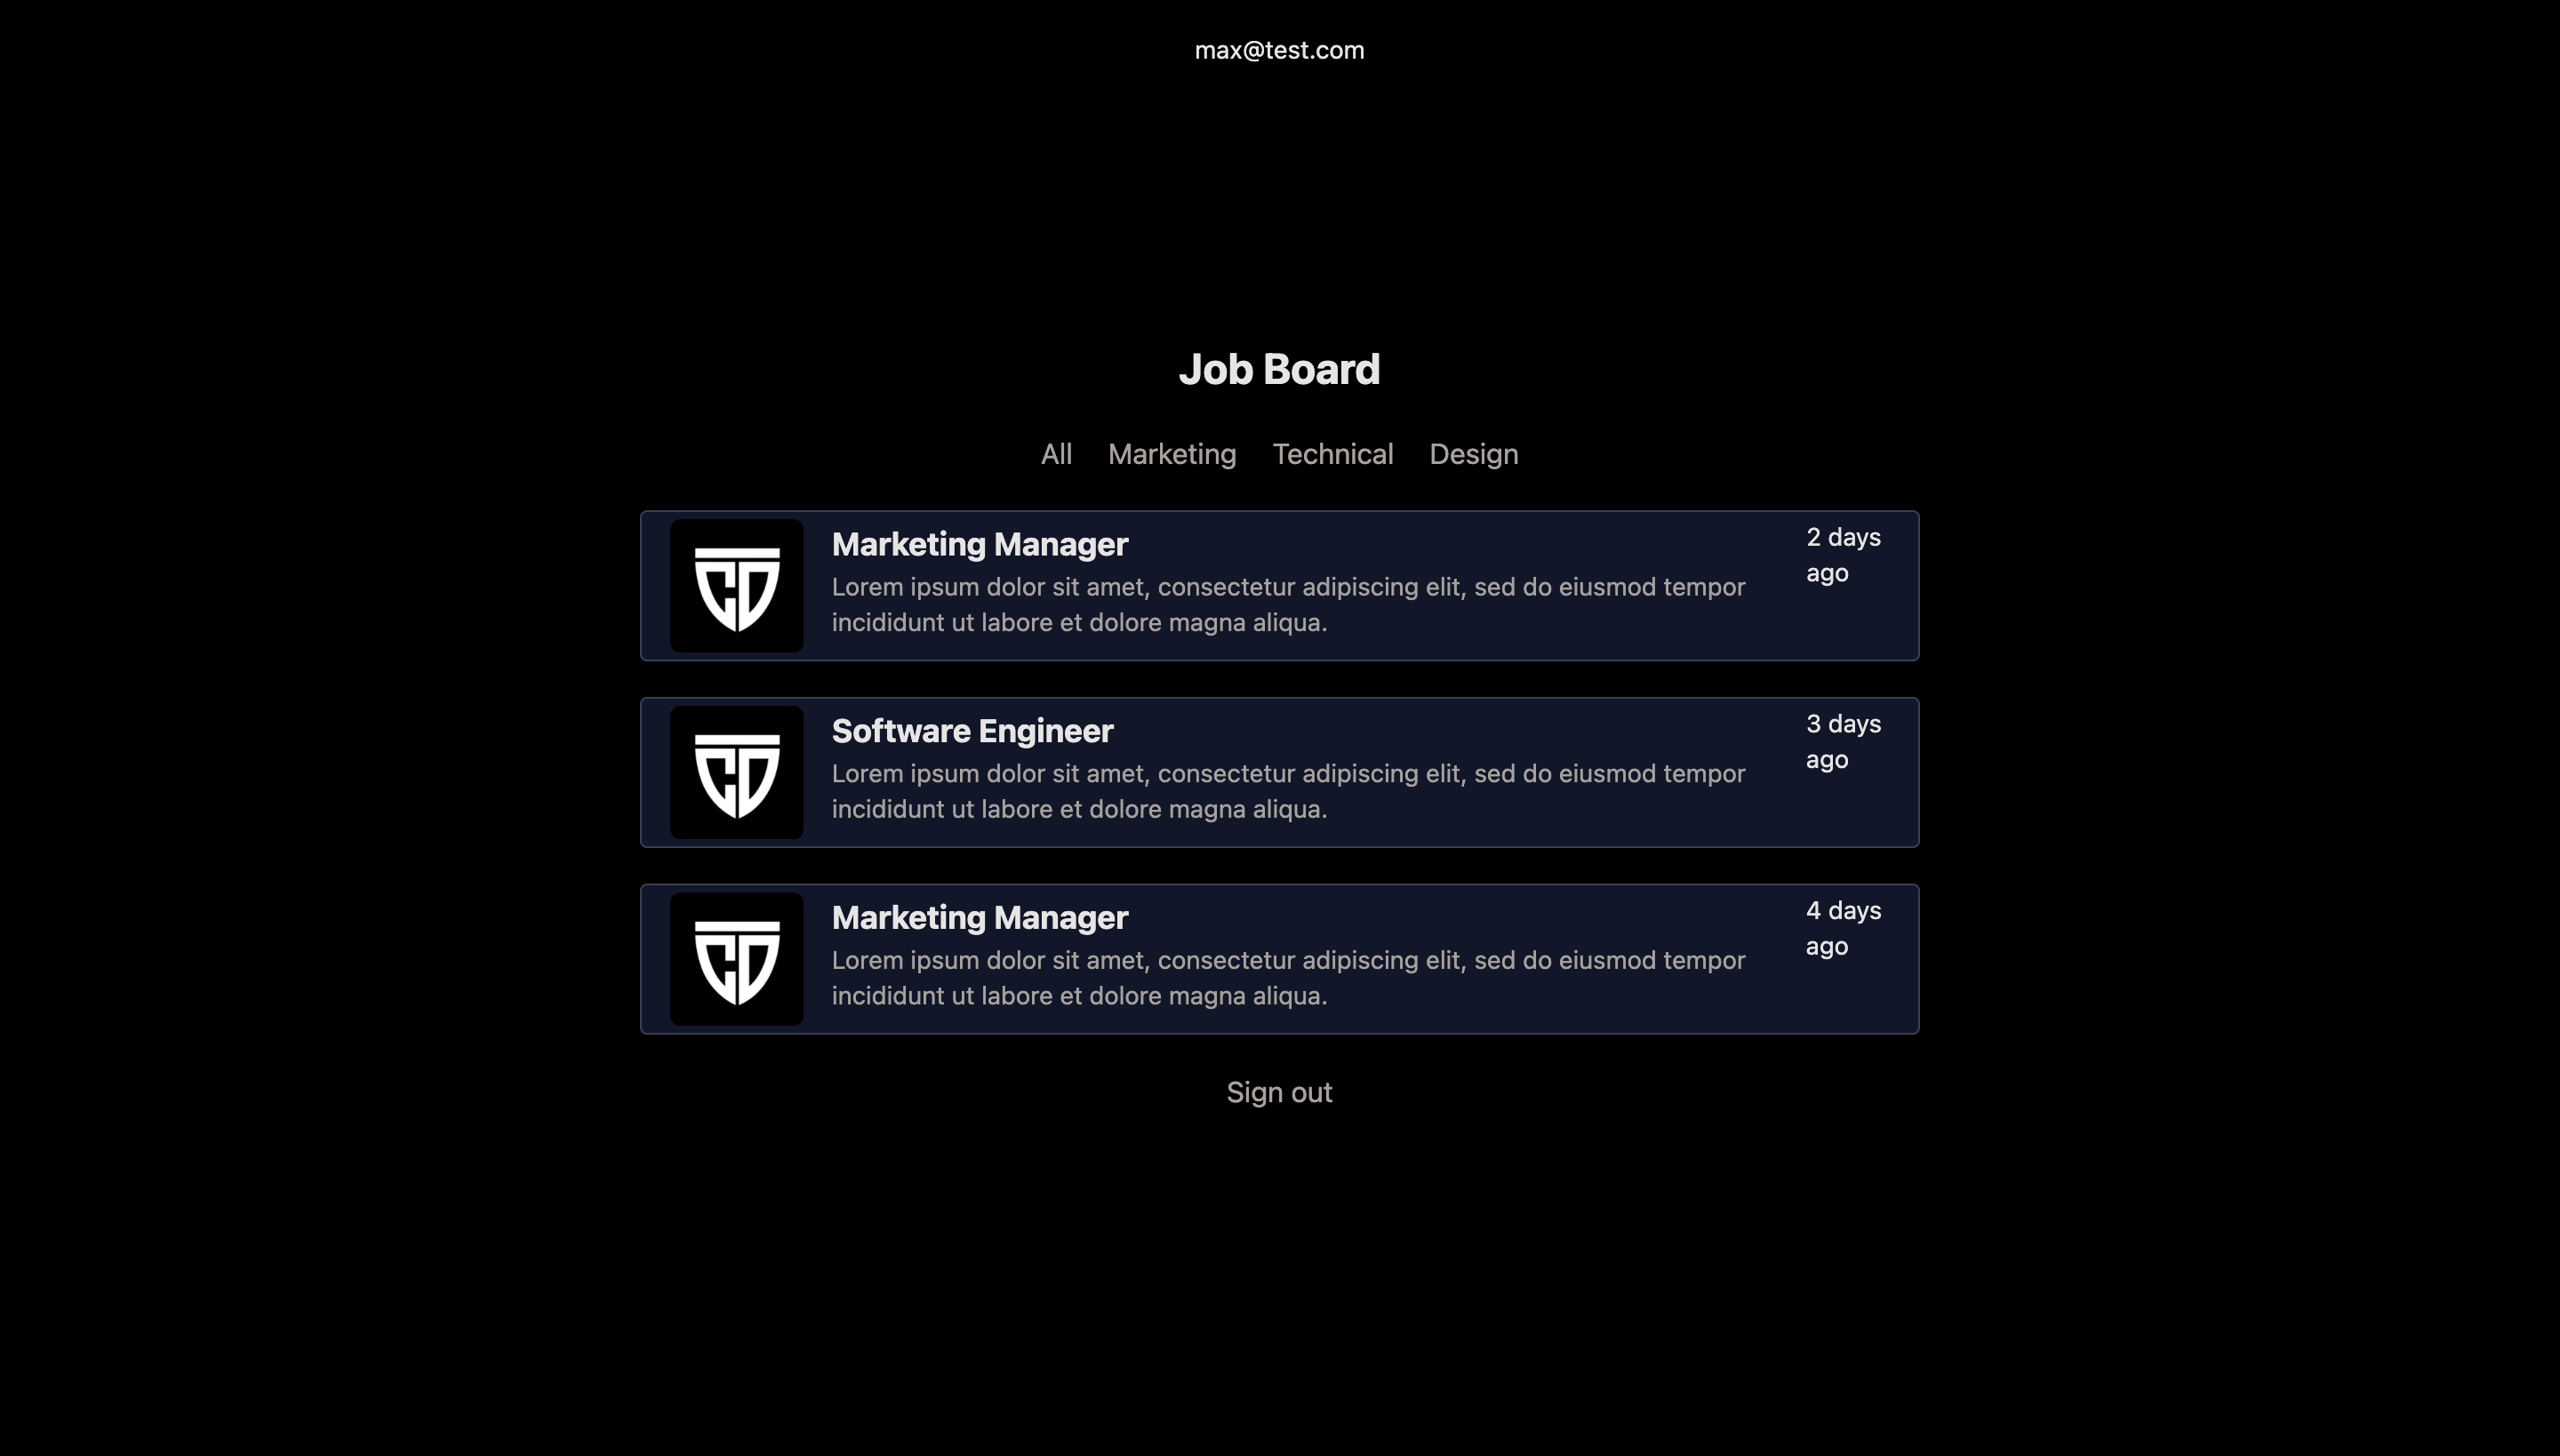 max@test.com
Job Board
All Marketing Technical Design
Marketing Manager
2 days
ago
Lorem ipsum dolor sit amet, consectetur adipiscing elit, sed do eiusmod tempor
incididunt ut labore et dolore magna aliqua.
Software Engineer
3 days
ago
Lorem ipsum dolor sit amet, consectetur adipiscing elit, sed do eiusmod tempor
incididunt ut labore et dolore magna aliqua.
Marketing Manager
4 days
ago
Lorem ipsum dolor sit amet, consectetur adipiscing elit, sed do eiusmod tempor
incididunt ut labore et dolore magna aliqua.
Sign out